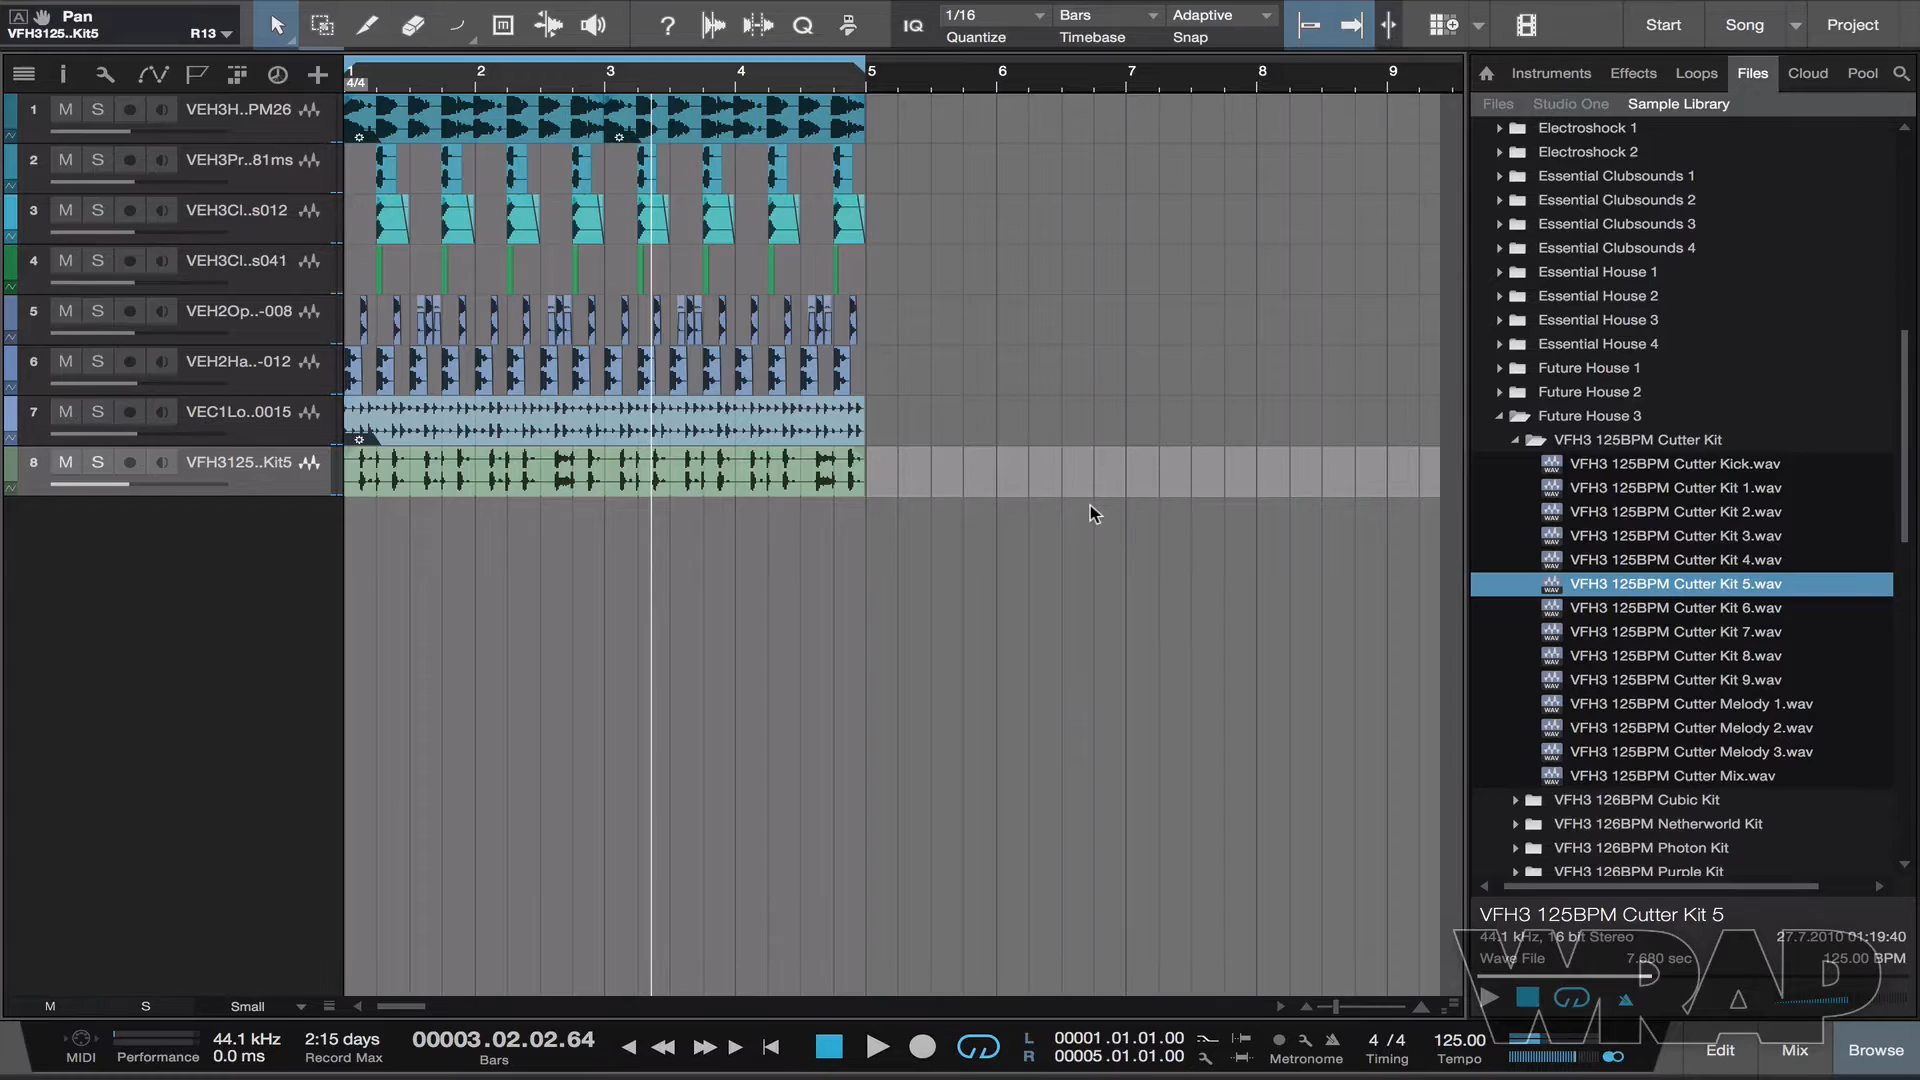 Pan
VFH3125..Kit5
R13
1/16
Quantize
Bars
Timebase
Adaptive
Snap
IQ
Start
Song
Project
1
2
3
4
5
6
7
8
9
4/4
Instruments
Effects
Loops
Files
Cloud
Pool
Files
Studio One
Sample Library
1 M S VEH3H..PM26
2 M S VEH3Pr..81ms
3 M S VEH3Cl..s012
4 M S VEH3Cl..s041
5 M S VEH2Op..-008
6 M S VEH2Ha..-012
7 M S VEC1Lo..0015
8 M S VFH3125..Kit5
Electroshock 1
Electroshock 2
Essential Clubsounds 1
Essential Clubsounds 2
Essential Clubsounds 3
Essential Clubsounds 4
Essential House 1
Essential House 2
Essential House 3
Essential House 4
Future House 1
Future House 2
Future House 3
VFH3 125BPM Cutter Kit
VFH3 125BPM Cutter Kick.wav
VFH3 125BPM Cutter Kit 1.wav
VFH3 125BPM Cutter Kit 2.wav
VFH3 125BPM Cutter Kit 3.wav
VFH3 125BPM Cutter Kit 4.wav
VFH3 125BPM Cutter Kit 5.wav
VFH3 125BPM Cutter Kit 6.wav
VFH3 125BPM Cutter Kit 7.wav
VFH3 125BPM Cutter Kit 8.wav
VFH3 125BPM Cutter Kit 9.wav
VFH3 125BPM Cutter Melody 1.wav
VFH3 125BPM Cutter Melody 2.wav
VFH3 125BPM Cutter Melody 3.wav
VFH3 125BPM Cutter Mix.wav
VFH3 126BPM Cubic Kit
VFH3 126BPM Netherworld Kit
VFH3 126BPM Photon Kit
VFH3 126BPM Purple Kit
VFH3 125BPM Cutter Kit 5
44.1 kHz, 16 bit Stereo
27.7.2010 01:19:40
Wave File
7.680 sec
125.00 BPM
WRAP
M S Small
MIDI
Performance
44.1 kHz
0.0 ms
2:15 days
Record Max
00003.02.02.64
Bars
L 00001.01.01.00
R 00005.01.01.00
Metronome
4 / 4
Timing
125.00
Tempo
Edit
Mix
Browse